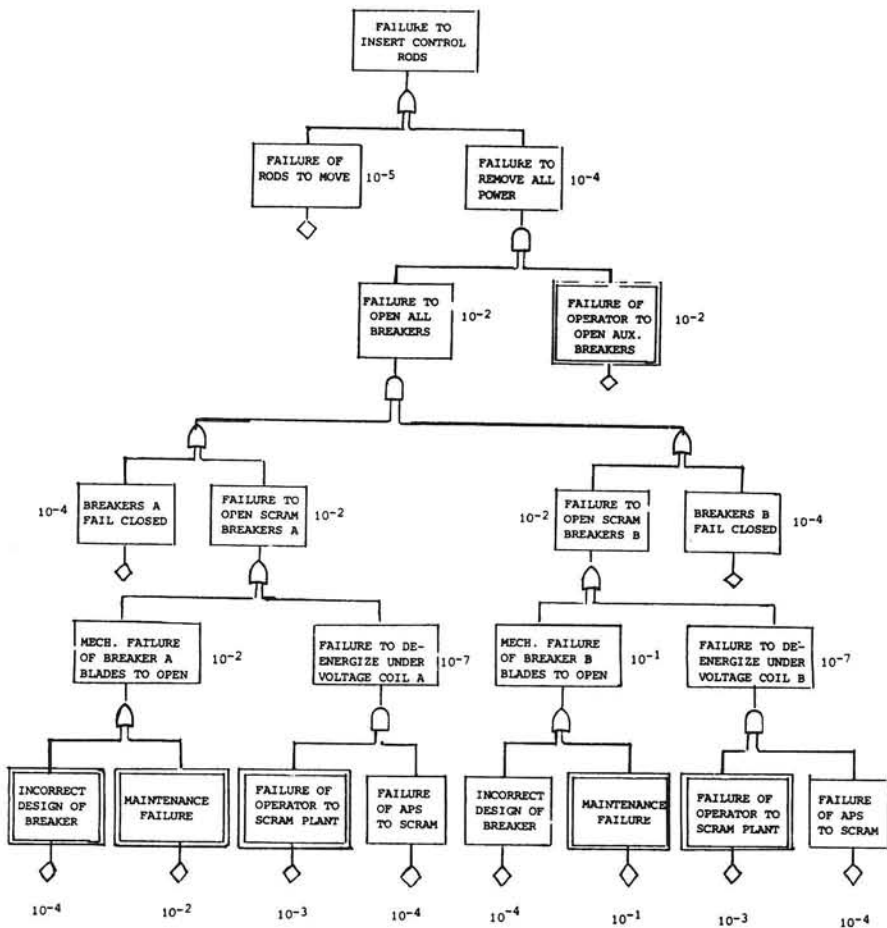 FAILURE TO
INSERT CONTROL
RODS
FAILURE OF
RODS TO MOVE
10-5
FAILURE TO
REMOVE ALL
POWER
10-4
FAILURE TO
OPEN ALL
BREAKERS
10-2
FAILURE OF
OPERATOR TO
OPEN AUX.
BREAKERS
10-2
10-4
BREAKERS A
FAIL CLOSED
FAILURE TO
OPEN SCRAM
BREAKERS A
10-2
10-2
FAILURE TO
OPEN SCRAM
BREAKERS B
BREAKERS B
FAIL CLOSED
10-4
MECH. FAILURE
OF BREAKER A
BLADES TO OPEN
10-2
FAILURE TO DE-
ENERGIZE UNDER
VOLTAGE COIL A
10-7
MECH. FAILURE
OF BREAKER B
BLADES TO OPEN
10-1
FAILURE TO DE-
ENERGIZE UNDER
VOLTAGE COIL B
10-7
INCORRECT
DESIGN OF
BREAKER
MAINTENANCE
FAILURE
FAILURE OF
OPERATOR TO
SCRAM PLANT
FAILURE
OF APS
TO SCRAM
INCORRECT
DESIGN OF
BREAKER
MAINTENANCE
FAILURE
FAILURE OF
OPERATOR TO
SCRAM PLANT
FAILURE
OF APS
TO SCRAM
10-4
10-2
10-3
10-4
10-4
10-1
10-3
10-4